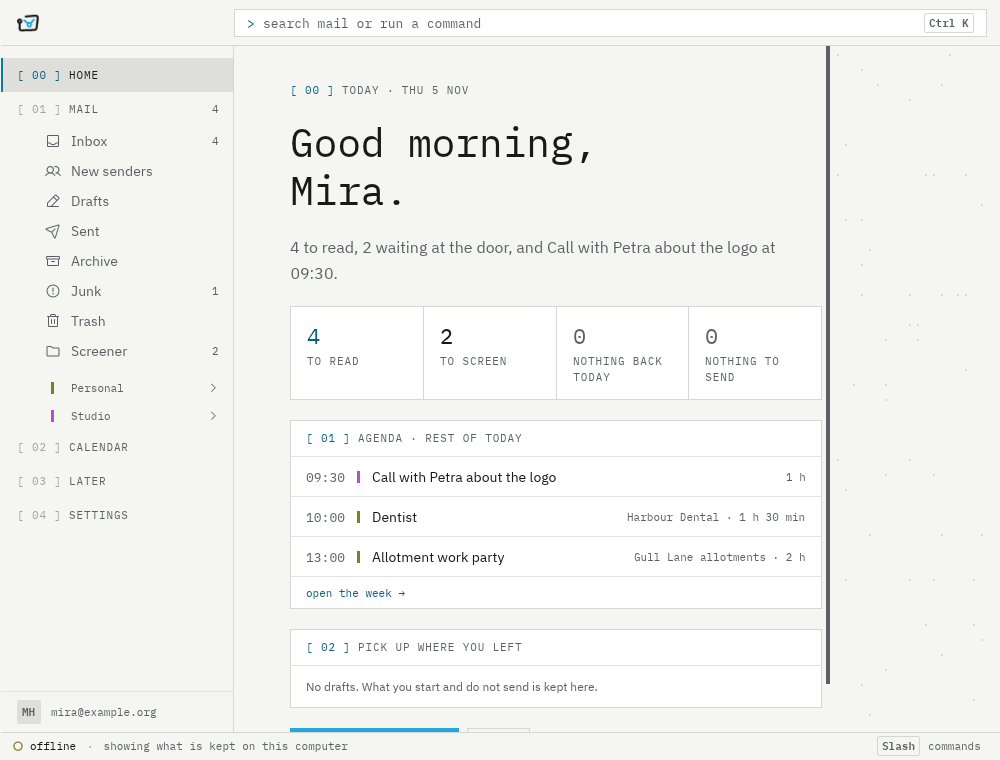 > search mail or run a command
Ctrl K
[ 00 ] HOME
[ 01 ] MAIL 4
Inbox 4
New senders
Drafts
Sent
Archive
Junk 1
Trash
Screener 2
Personal
Studio
[ 02 ] CALENDAR
[ 03 ] LATER
[ 04 ] SETTINGS
MH mira@example.org
[ 00 ] TODAY · THU 5 NOV
Good morning,
Mira.
4 to read, 2 waiting at the door, and Call with Petra about the logo at
09:30.
4
TO READ
2
TO SCREEN
0
NOTHING BACK
TODAY
0
NOTHING TO
SEND
[ 01 ] AGENDA · REST OF TODAY
09:30 Call with Petra about the logo 1 h
10:00 Dentist Harbour Dental · 1 h 30 min
13:00 Allotment work party Gull Lane allotments · 2 h
open the week →
[ 02 ] PICK UP WHERE YOU LEFT
No drafts. What you start and do not send is kept here.
offline · showing what is kept on this computer
Slash commands